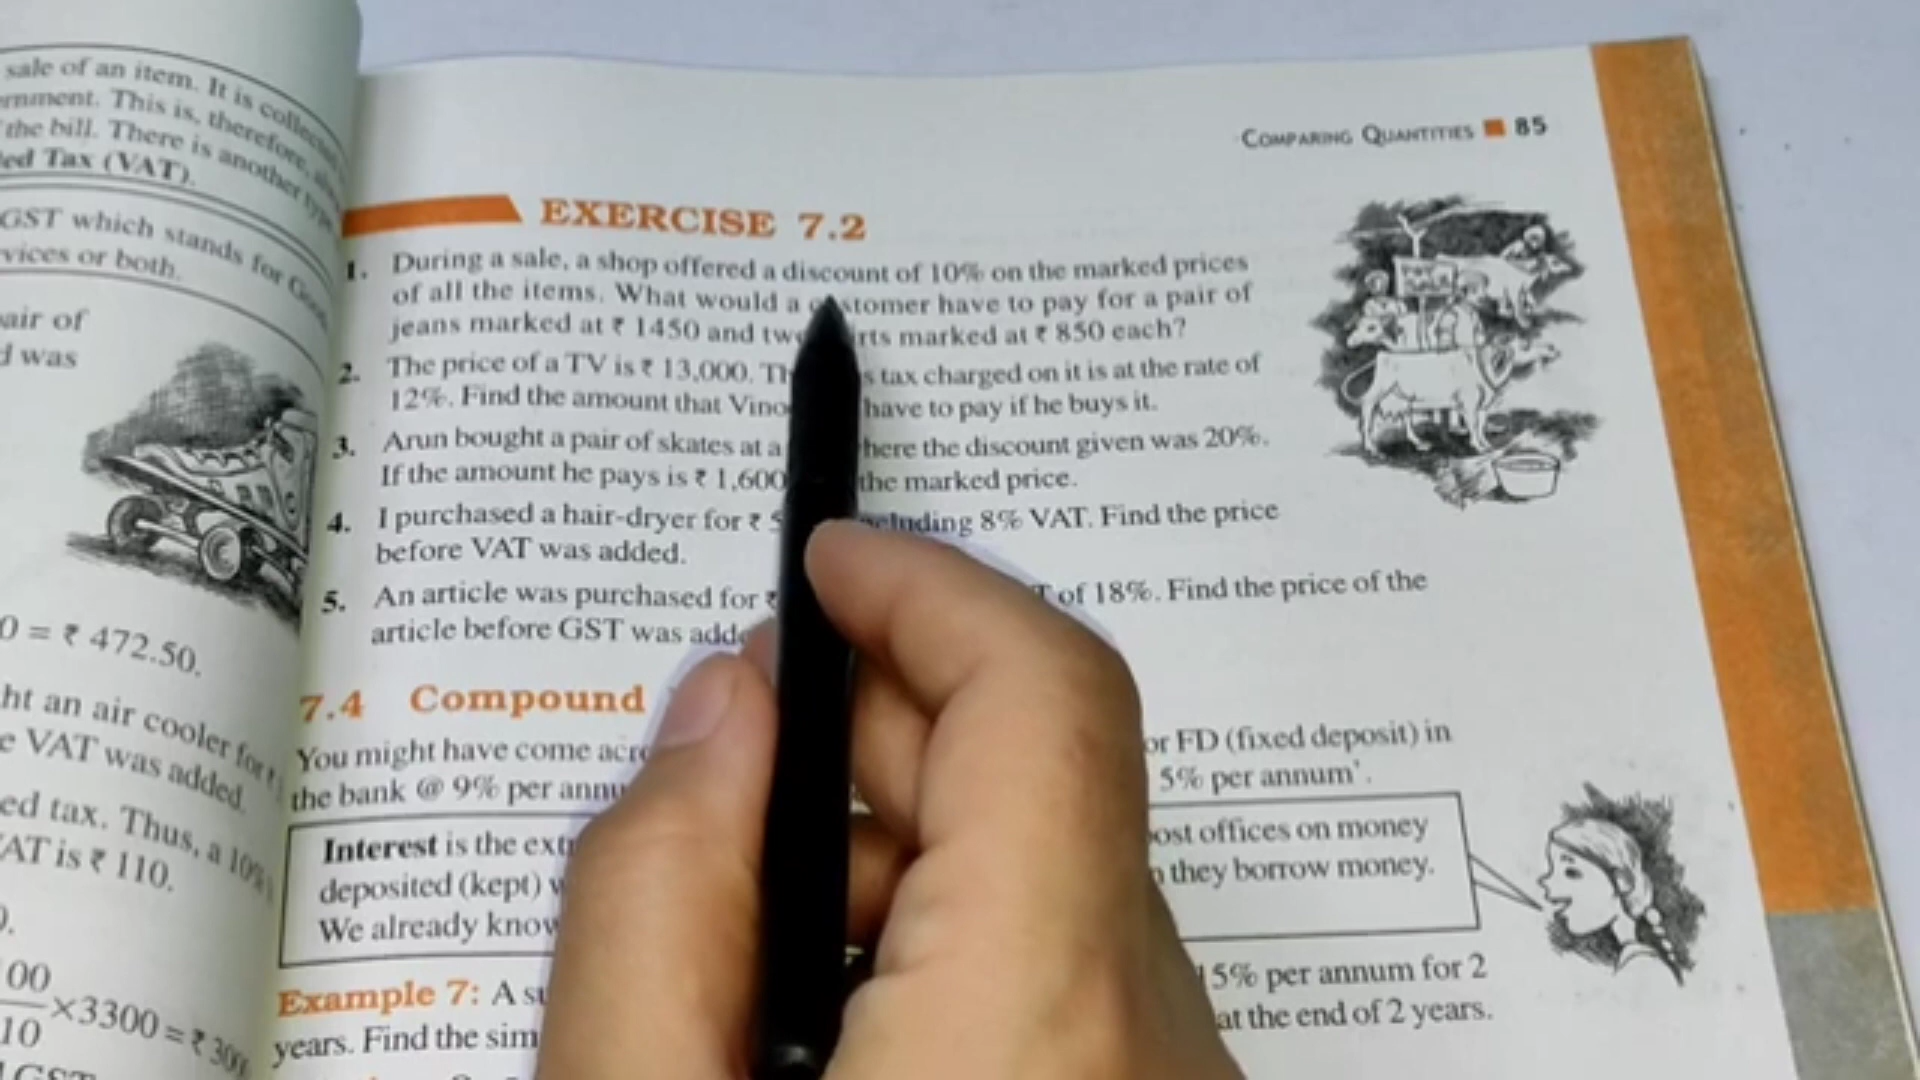 sale of an item. It is
ernment. This is, therefore,
the bill. There is another
ed Tax (VAT).
GST which stands for
vices or both.
air of
d was
0 = ₹ 472.50.
ht an air cooler for ₹
e VAT was added.
ed tax. Thus, a 10%
AT is ₹ 110.
0.
00
10
×3300 = ₹
COMPARING QUANTITIES 85
EXERCISE 7.2
1. During a sale, a shop offered a discount of 10% on the marked prices
of all the items. What would a customer have to pay for a pair of
jeans marked at ₹ 1450 and two marked at ₹ 850 each?
2. The price of a TV is ₹ 13,000. tax charged on it is at the rate of
12%. Find the amount that have to pay if he buys it.
3. Arun bought a pair of skates at a here the discount given was 20%.
If the amount he pays is ₹ 1,600 the marked price.
4. I purchased a hair-dryer for ₹ 5 including 8% VAT. Find the price
before VAT was added.
5. An article was purchased for ₹ of 18%. Find the price of the
article before GST was adde
7.4 Compound
You might have come acro or FD (fixed deposit) in
the bank @ 9% per annu 5% per annum'.
Interest is the ext ost offices on money
deposited (kept) w they borrow money.
We already know
Example 7: A su 15% per annum for 2
years. Find the sim at the end of 2 years.
PAY